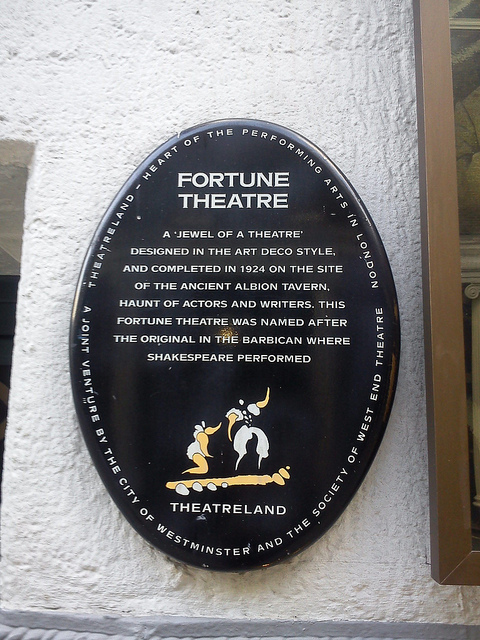 THEATRELAND - HEART OF THE PERFORMING ARTS IN LONDON
FORTUNE
THEATRE
A 'JEWEL OF A THEATRE'
DESIGNED IN THE ART DECO STYLE,
AND COMPLETED IN 1924 ON THE SITE
OF THE ANCIENT ALBION TAVERN,
HAUNT OF ACTORS AND WRITERS. THIS
FORTUNE THEATRE WAS NAMED AFTER
THE ORIGINAL IN THE BARBICAN WHERE
SHAKESPEARE PERFORMED
THEATRELAND
A JOINT VENTURE BY THE CITY OF WESTMINSTER AND THE SOCIETY OF WEST END THEATRE